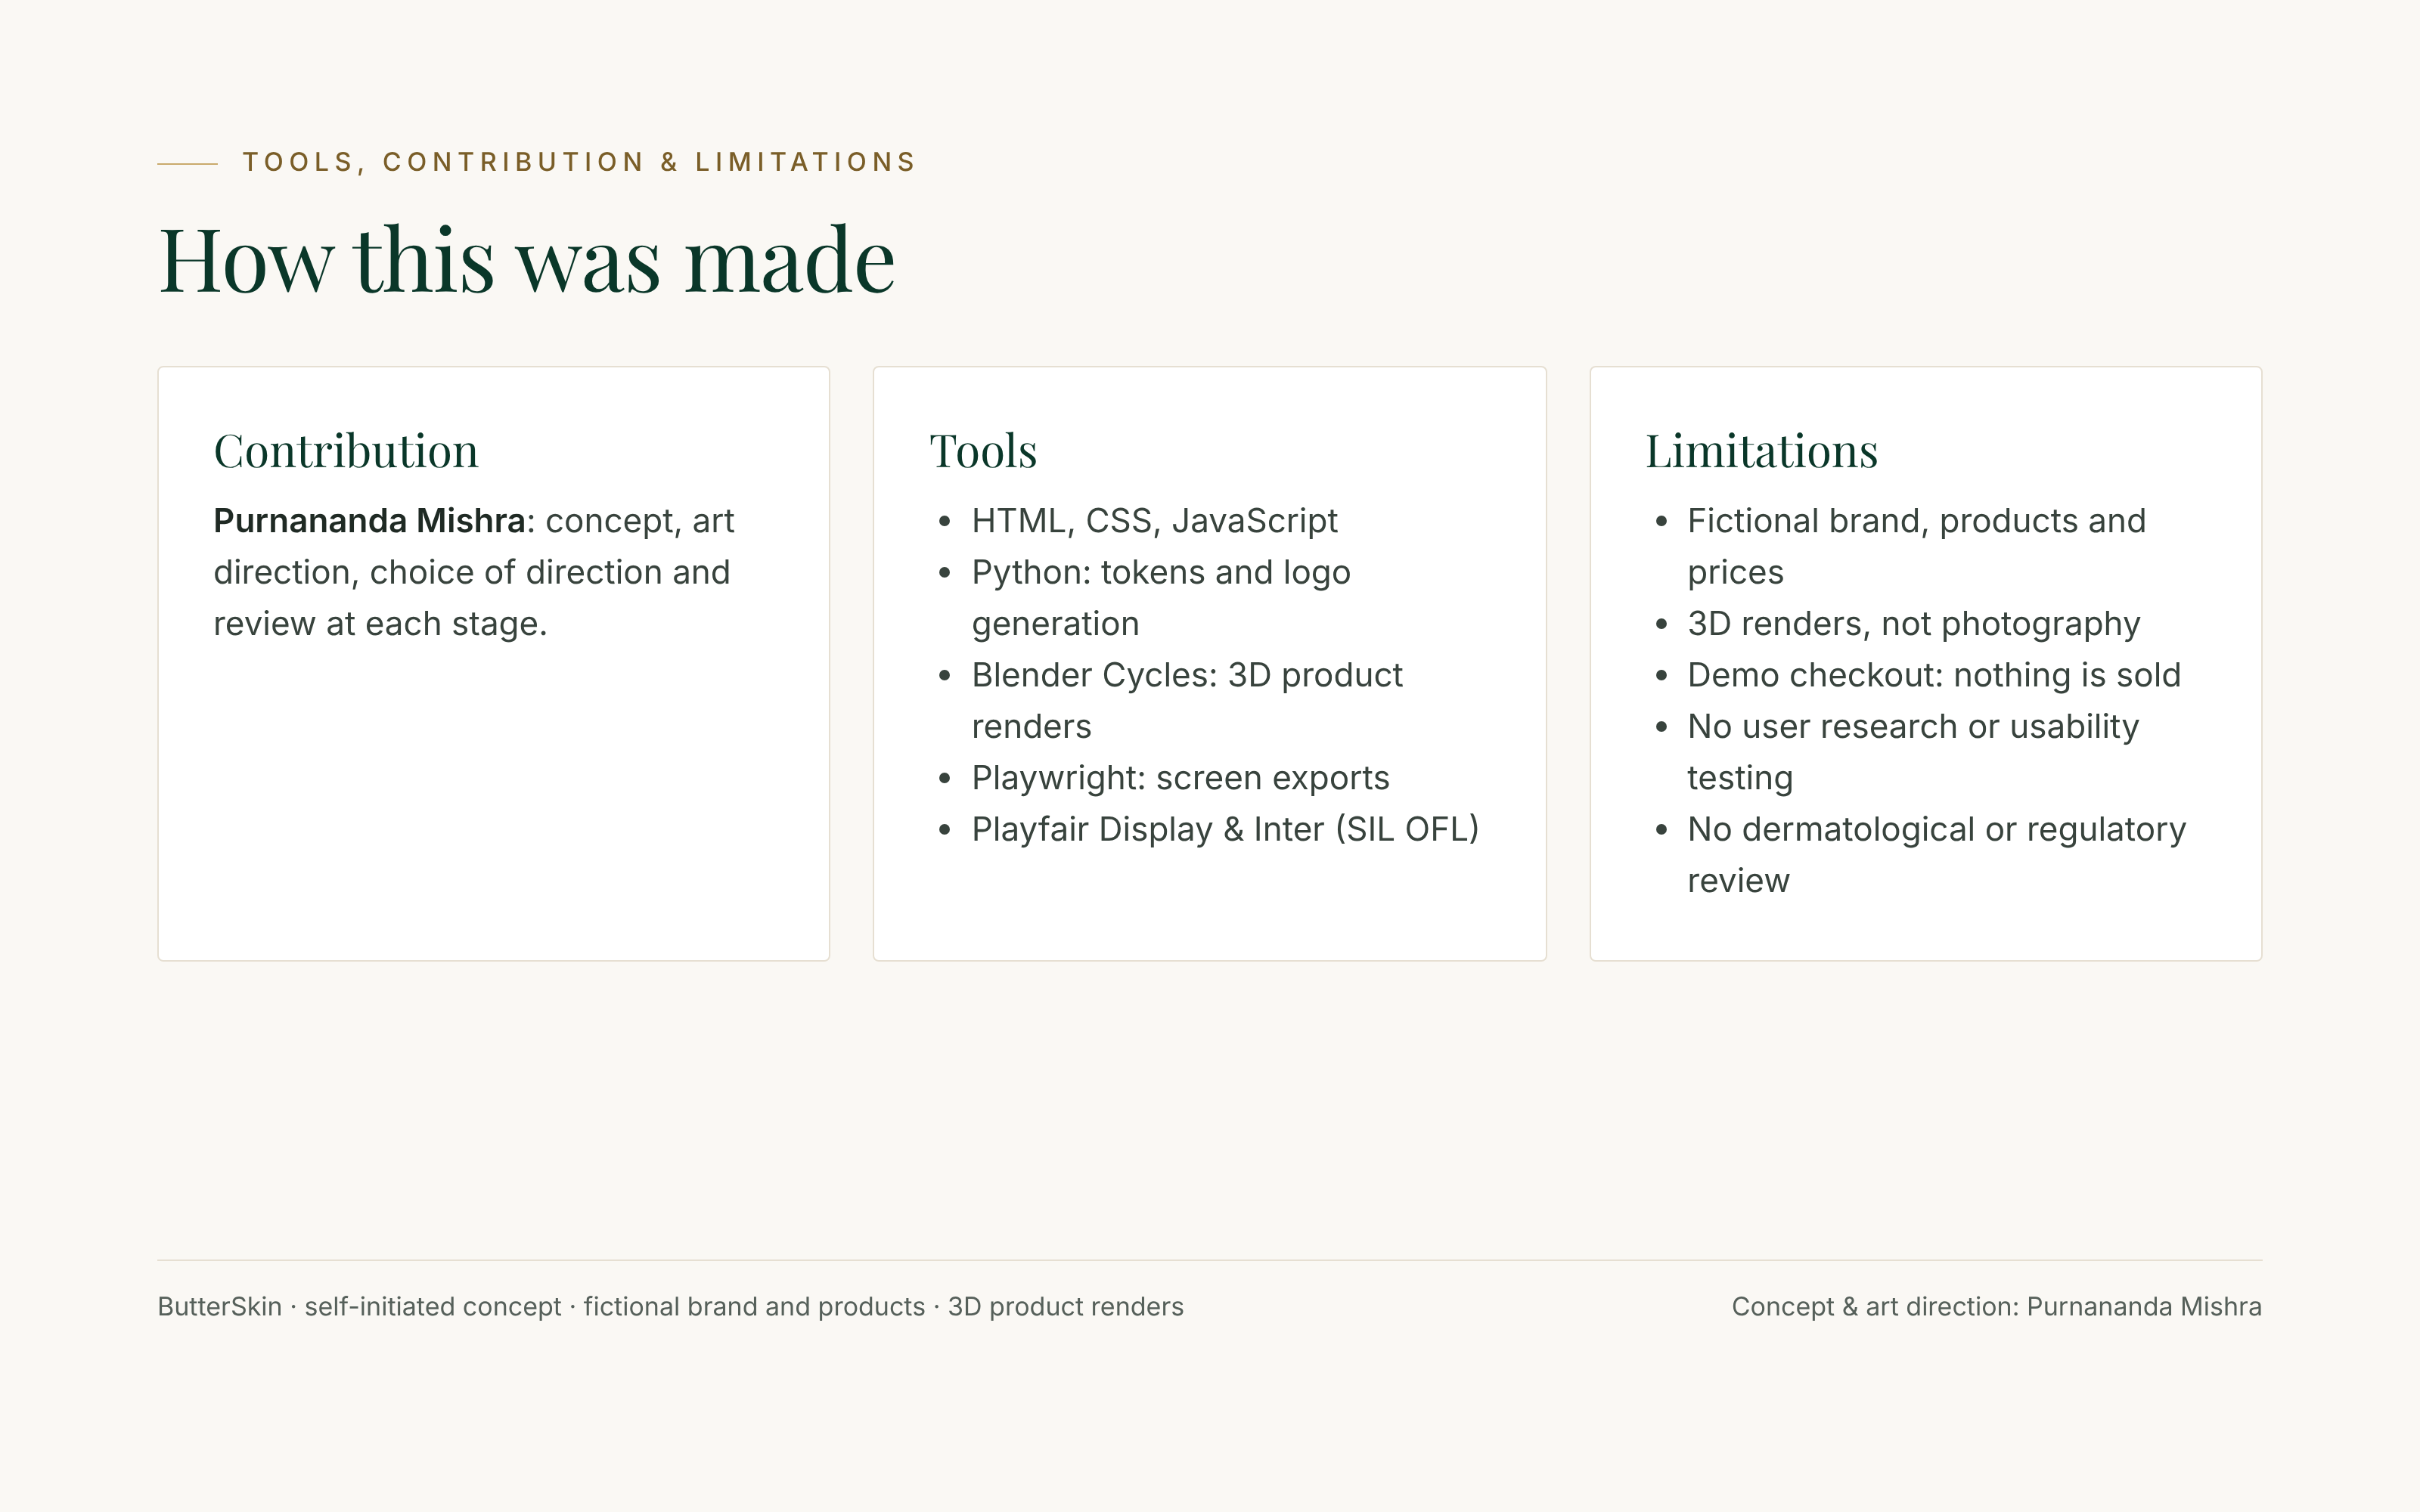 TOOLS, CONTRIBUTION & LIMITATIONS
How this was made
Contribution
Purnananda Mishra: concept, art
direction, choice of direction and
review at each stage.
Tools
• HTML, CSS, JavaScript
• Python: tokens and logo
generation
• Blender Cycles: 3D product
renders
• Playwright: screen exports
• Playfair Display & Inter (SIL OFL)
Limitations
• Fictional brand, products and
prices
• 3D renders, not photography
• Demo checkout: nothing is sold
• No user research or usability
testing
• No dermatological or regulatory
review
ButterSkin · self-initiated concept · fictional brand and products · 3D product renders
Concept & art direction: Purnananda Mishra